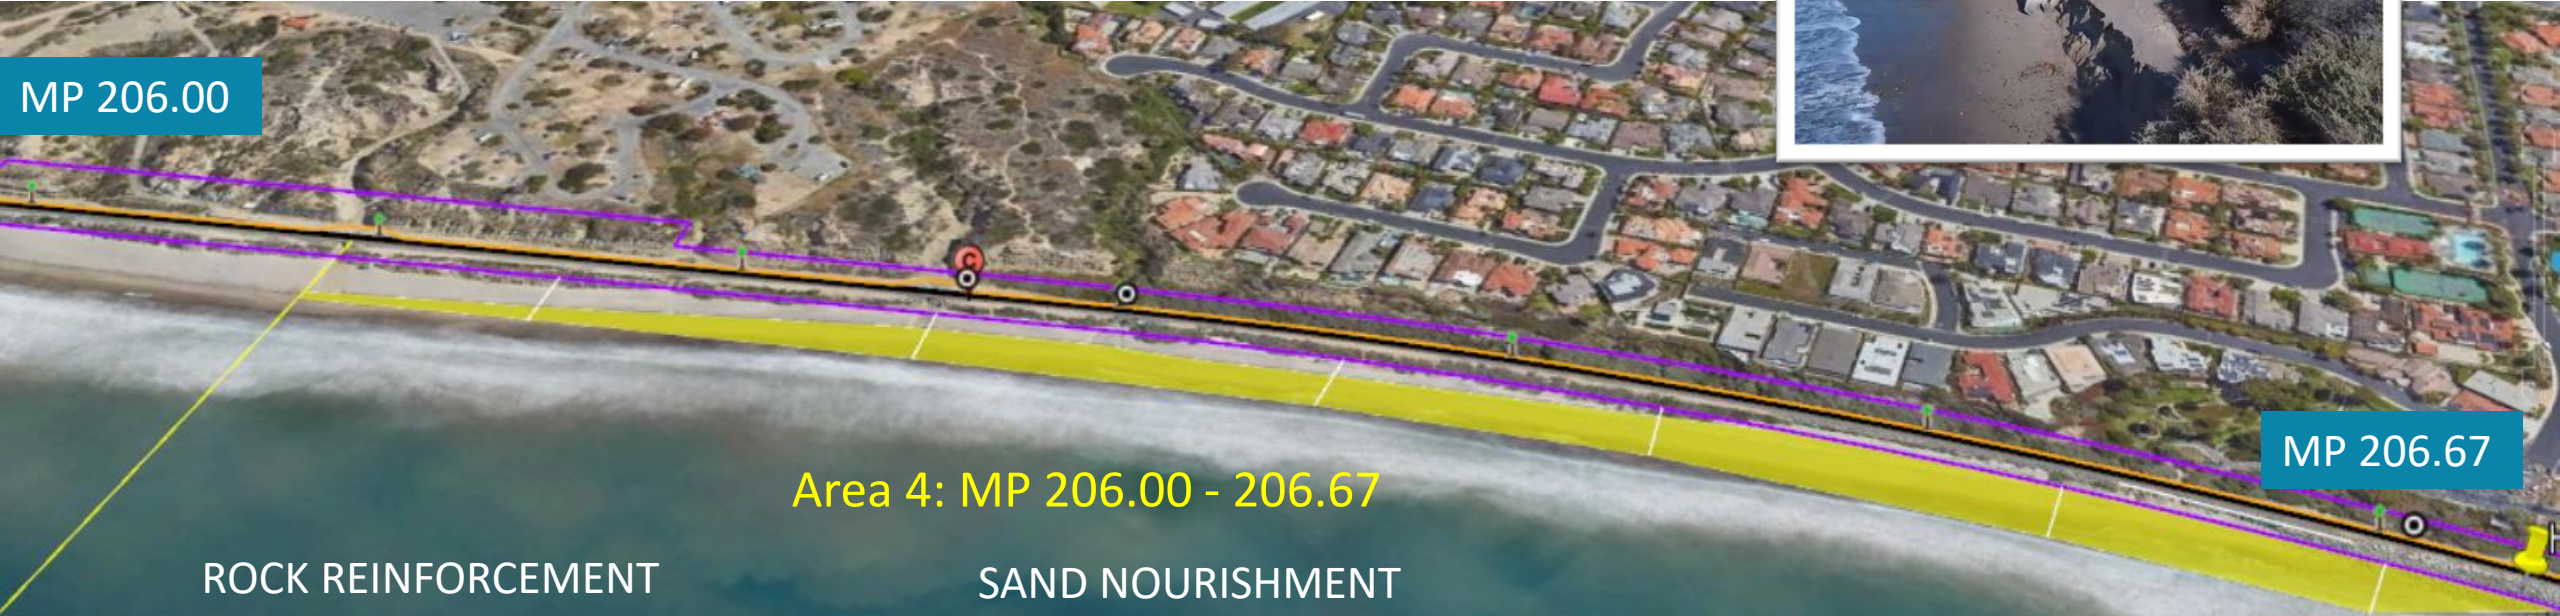 MP 206.00
C
MP 206.67
Area 4: MP 206.00 - 206.67
H
ROCK REINFORCEMENT
SAND NOURISHMENT